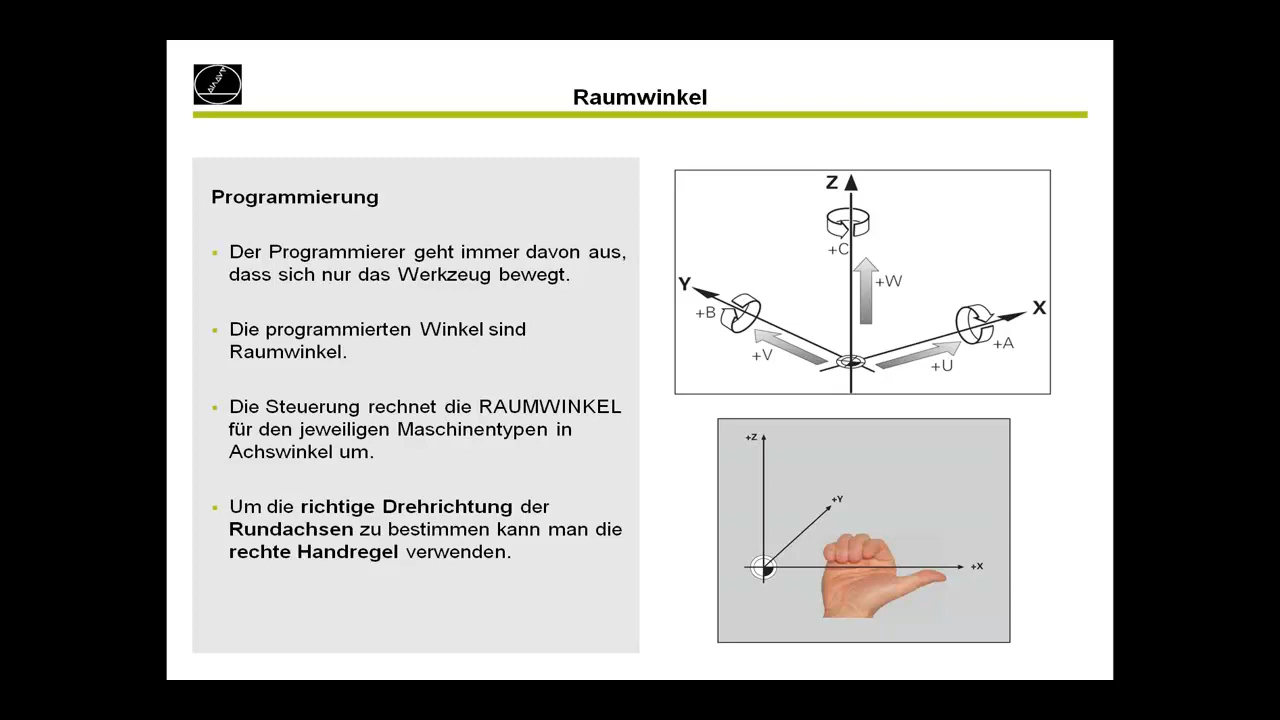 Raumwinkel
Programmierung
Der Programmierer geht immer davon aus,
dass sich nur das Werkzeug bewegt.
Die programmierten Winkel sind
Raumwinkel.
Die Steuerung rechnet die RAUMWINKEL
für den jeweiligen Maschinentypen in
Achswinkel um.
Um die richtige Drehrichtung der
Rundachsen zu bestimmen kann man die
rechte Handregel verwenden.
Z
+C
+W
Y
+B
+V
X
+A
+U
+Z
+Y
+X